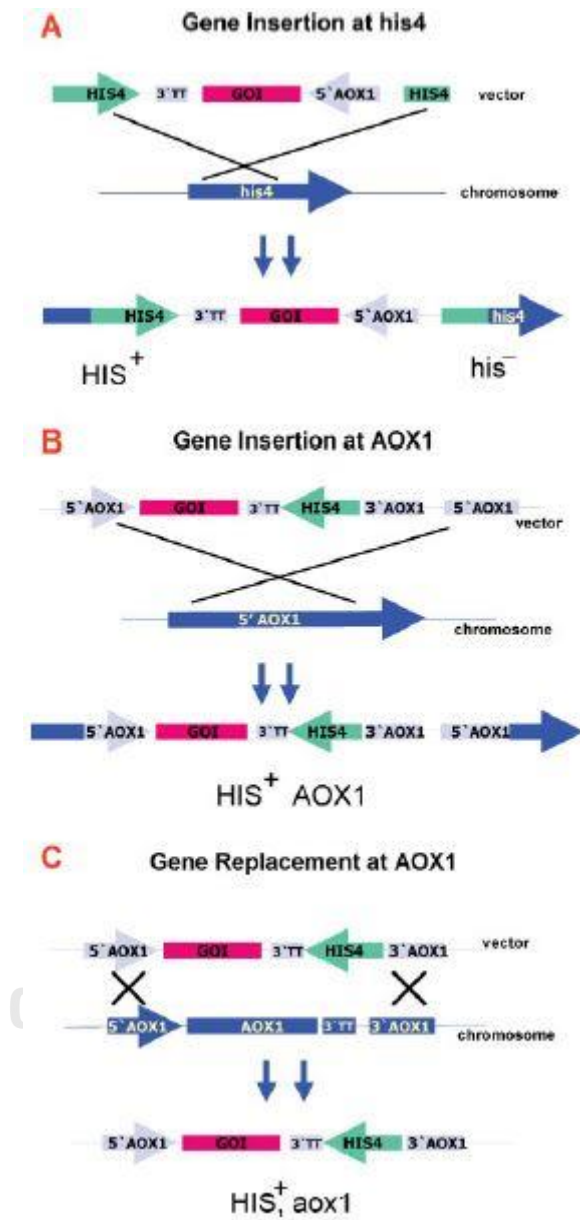 A Gene Insertion at his4
HIS4 3`TT GOI 5`AOX1 HIS4 vector
his4 chromosome
HIS4 3`TT GOI 5`AOX1 his4
HIS+ his−
B Gene Insertion at AOX1
5`AOX1 GOI 3`TT HIS4 3`AOX1 5`AOX1 vector
5' AOX1 chromosome
5`AOX1 GOI 3`TT HIS4 3`AOX1 5`AOX1
HIS+ AOX1
C Gene Replacement at AOX1
5`AOX1 GOI 3`TT HIS4 3`AOX1 vector
5`AOX1 AOX1 3`TT 3`AOX1 chromosome
5`AOX1 GOI 3`TT HIS4 3`AOX1
HIS+, aox1